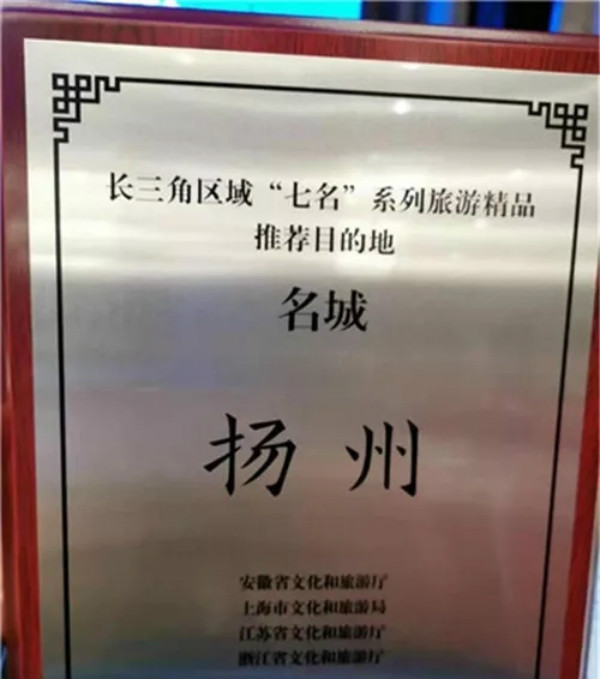 长三角区域“七名”系列旅游精品
推荐目的地
名城
扬州
安徽省文化和旅游厅
上海市文化和旅游局
江苏省文化和旅游厅
浙江省文化和旅游厅